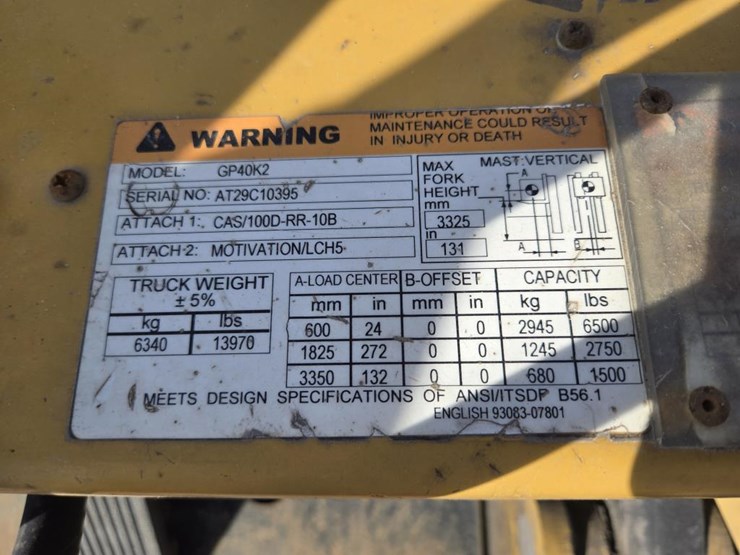 WARNING
IMPROPER OPERATION OR
MAINTENANCE COULD RESULT
IN INJURY OR DEATH
MODEL: GP40K2
SERIAL NO: AT29C10395
ATTACH 1: CAS/100D-RR-10B
ATTACH 2: MOTIVATION/LCH5
MAX FORK HEIGHT
mm
3325
in
131
MAST: VERTICAL
A
A
B
TRUCK WEIGHT
± 5%
kg lbs
6340 13970
A-LOAD CENTER B-OFFSET CAPACITY
mm in mm in kg lbs
600 24 0 0 2945 6500
1825 272 0 0 1245 2750
3350 132 0 0 680 1500
MEETS DESIGN SPECIFICATIONS OF ANSI/ITSDF B56.1
ENGLISH 93083-07801